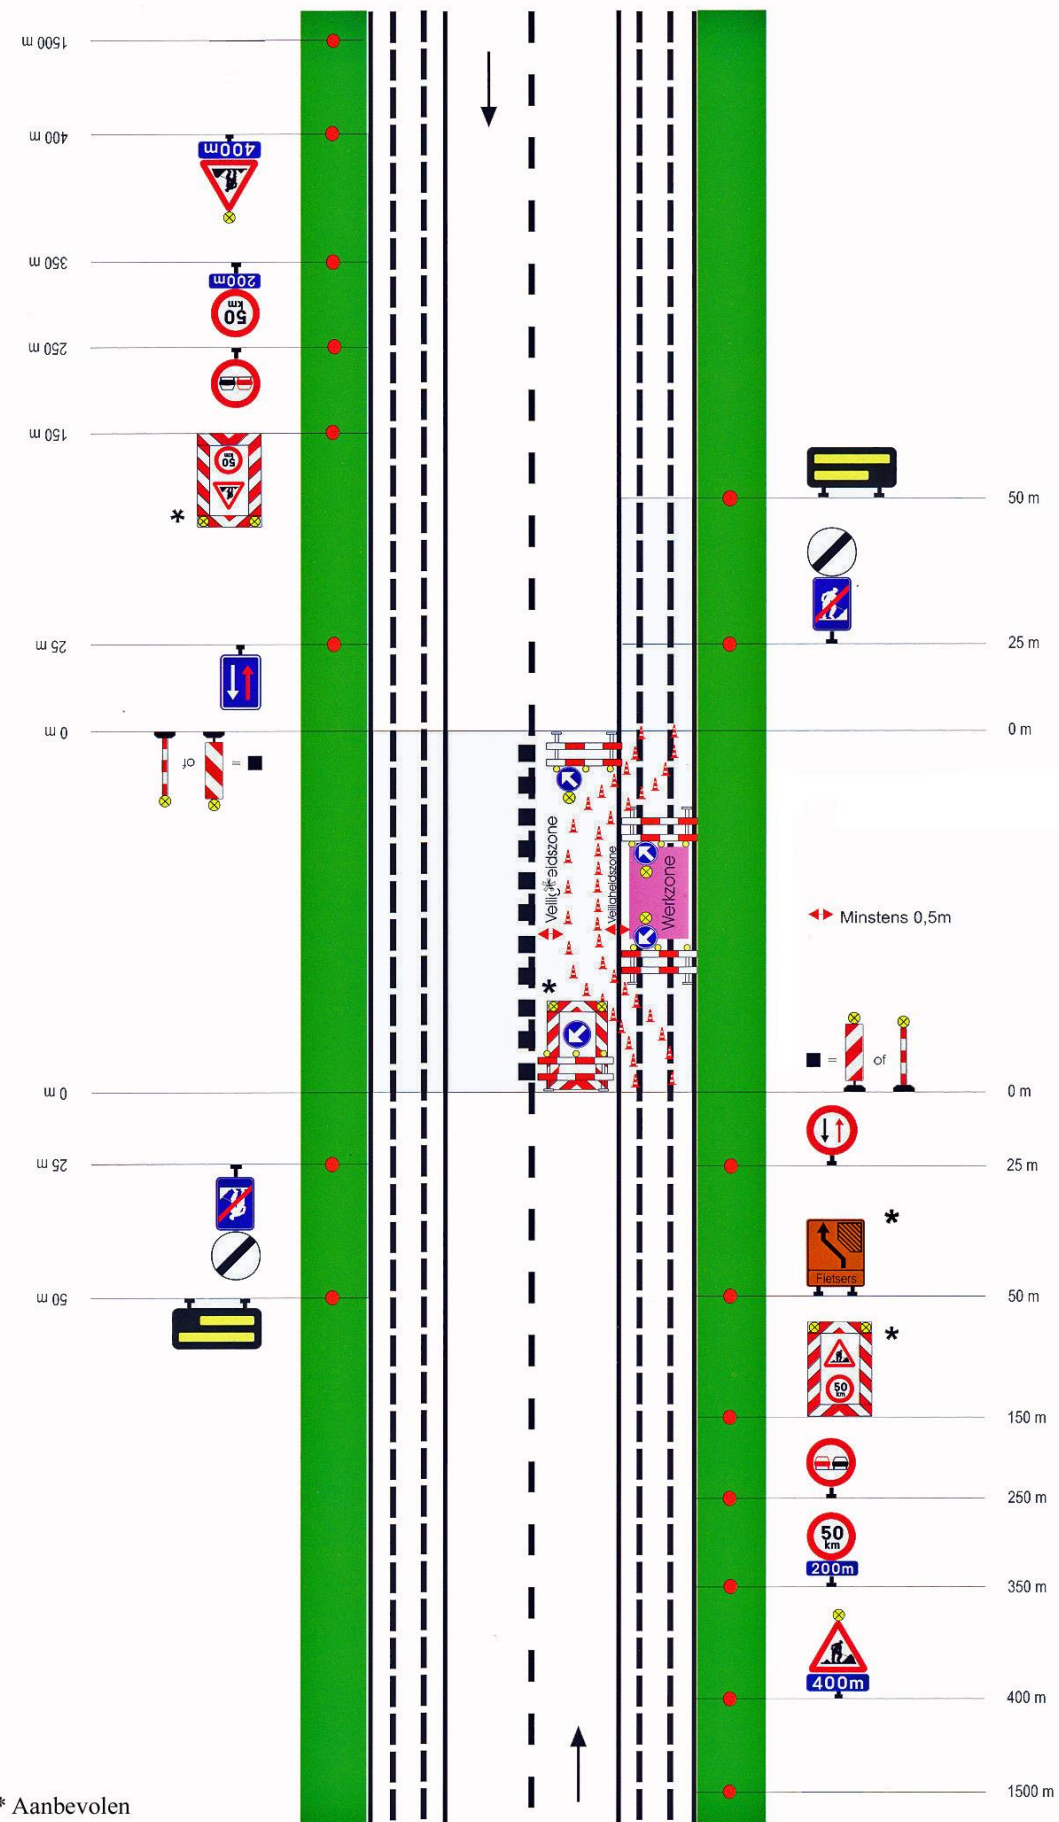 1500 m
400 m
400m
350 m
200m
50
km
250 m
150 m
50
km
50 m
25 m
25 m
0 m
0 m
of
=
Veiligheidszone
Veiligheidszone
Werkzone
Minstens 0,5m
*
*
= of
0 m
0 m
25 m
25 m
*
Fietsers
50 m
50 m
*
50
km
150 m
250 m
50
km
200m
350 m
400m
400 m
1500 m
* Aanbevolen